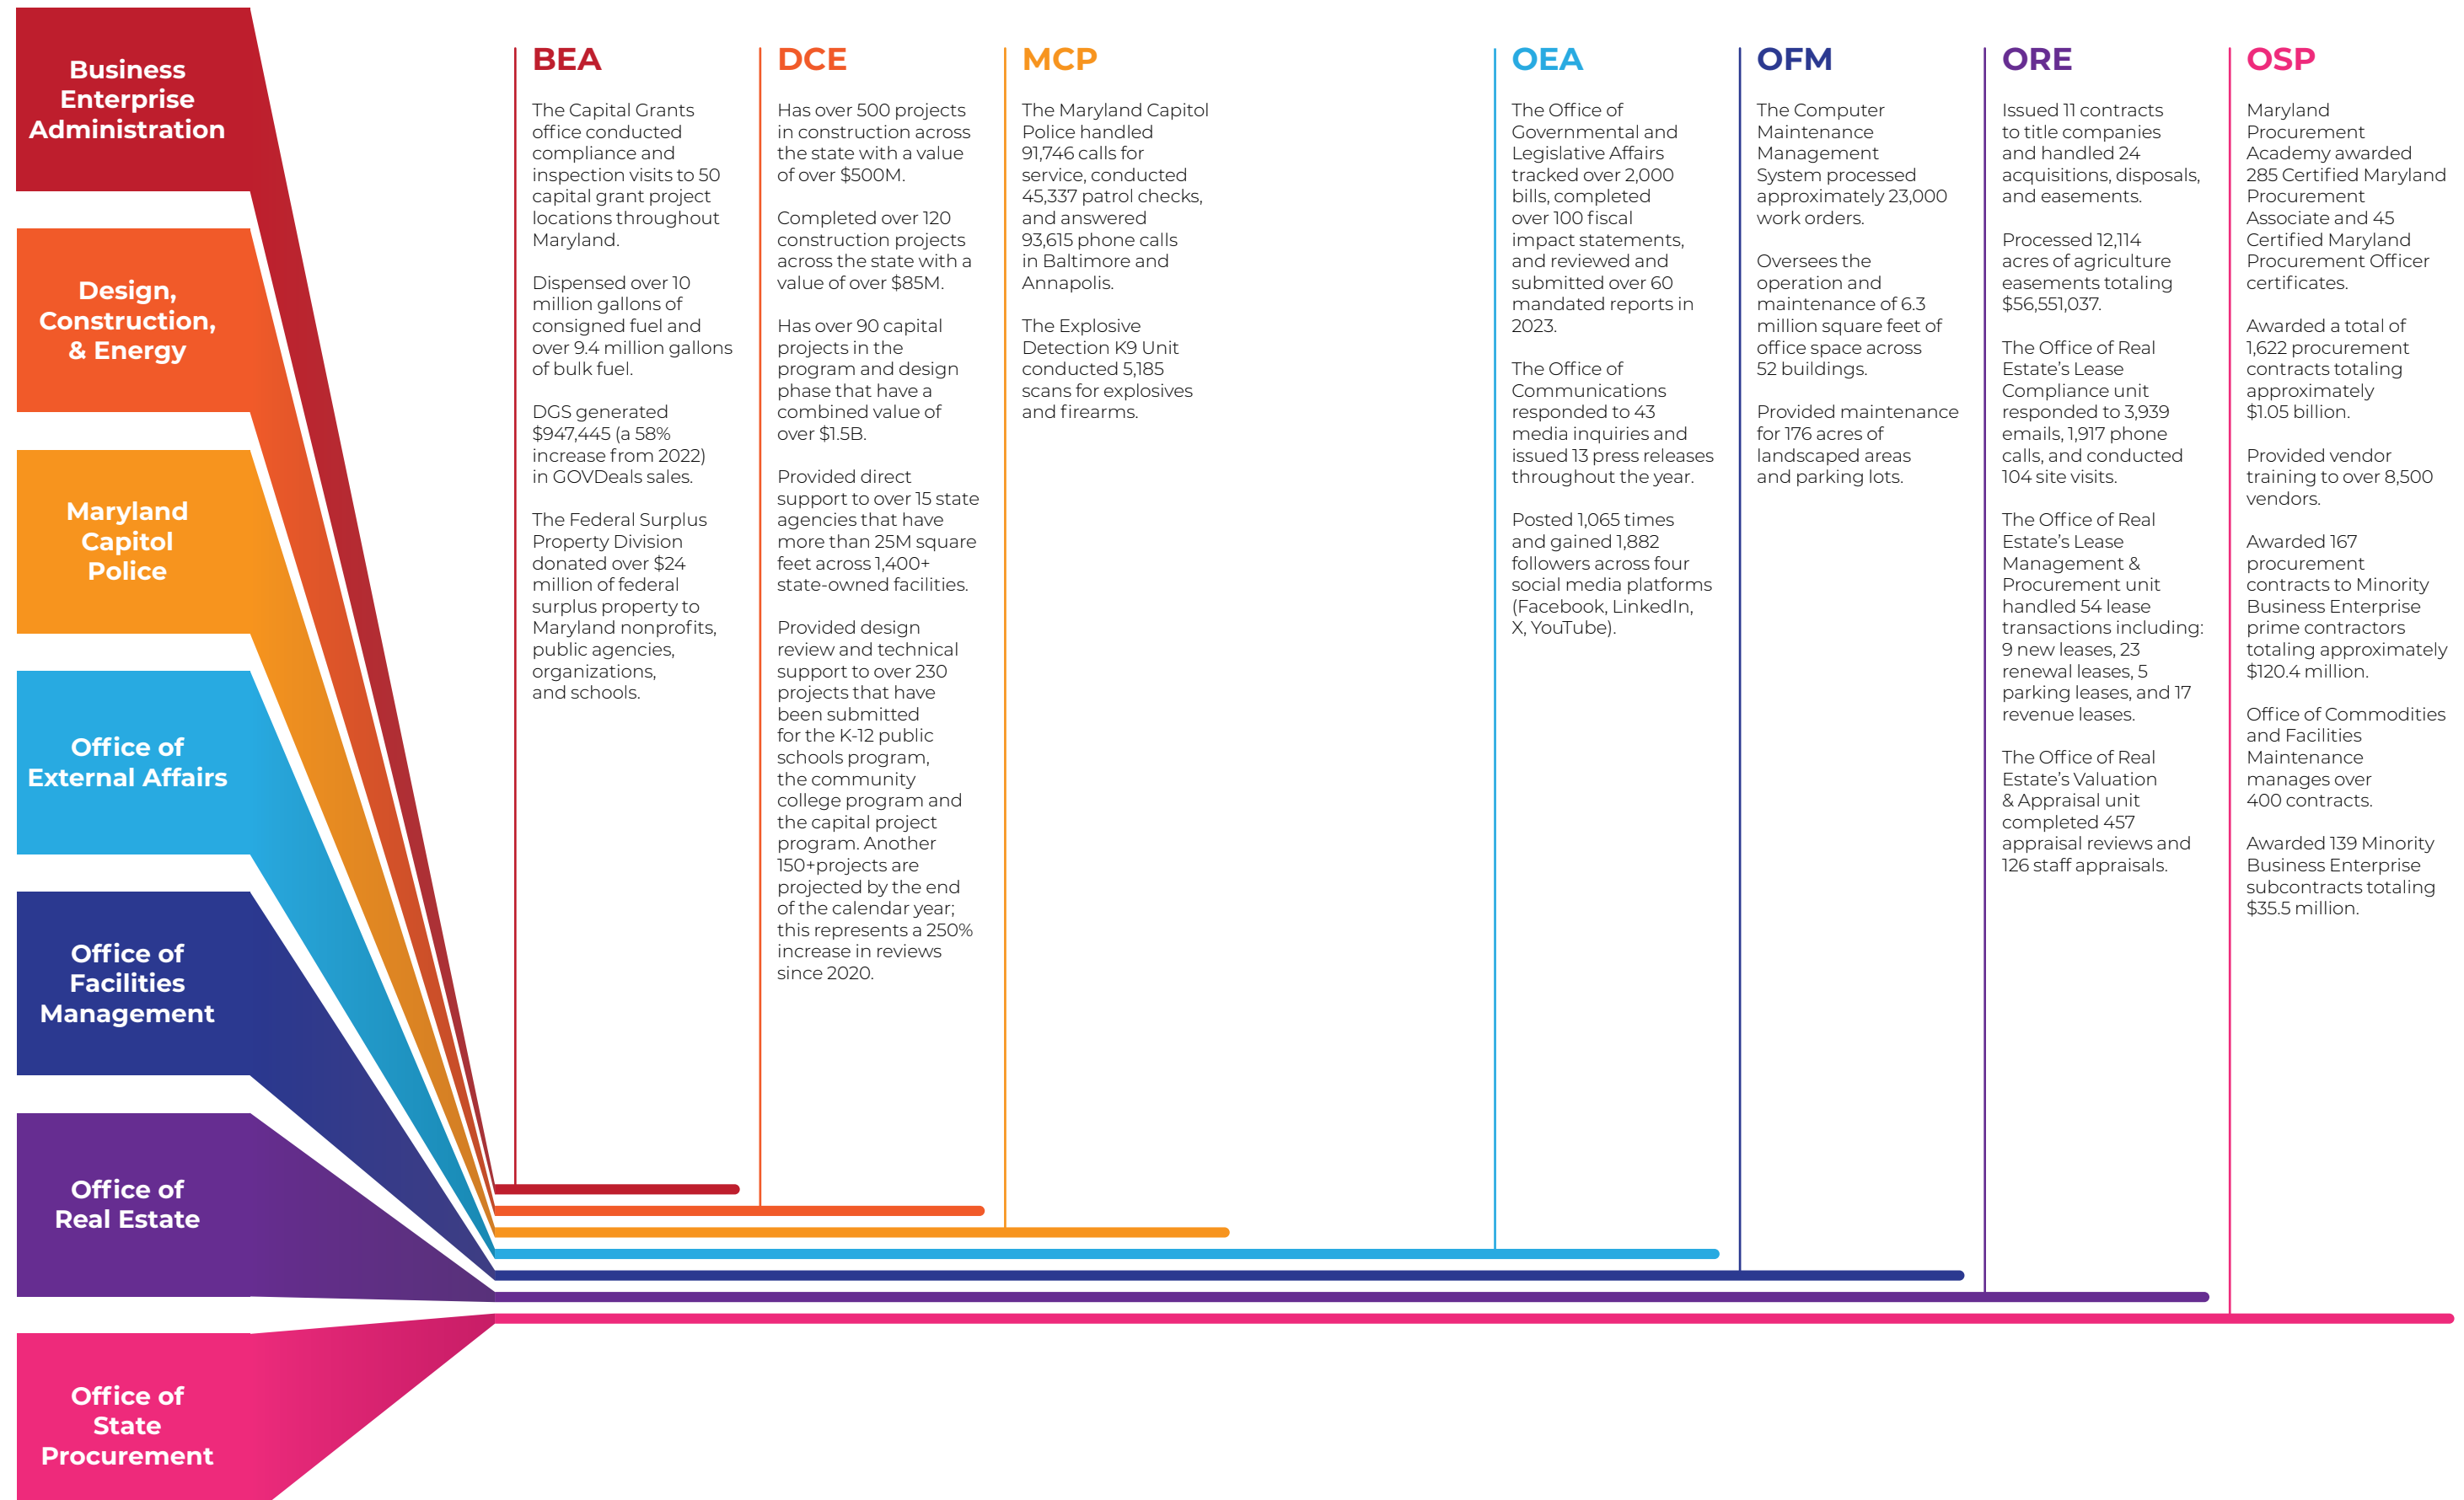 Business
Enterprise
Administration
Design,
Construction,
& Energy
Maryland
Capitol
Police
Office of
External Affairs
Office of
Facilities
Management
Office of
Real Estate
Office of
State
Procurement
BEA
The Capital Grants
office conducted
compliance and
inspection visits to 50
capital grant project
locations throughout
Maryland.
Dispensed over 10
million gallons of
consigned fuel and
over 9.4 million gallons
of bulk fuel.
DGS generated
$947,445 (a 58%
increase from 2022)
in GOVDeals sales.
The Federal Surplus
Property Division
donated over $24
million of federal
surplus property to
Maryland nonprofits,
public agencies,
organizations,
and schools.
DCE
Has over 500 projects
in construction across
the state with a value
of over $500M.
Completed over 120
construction projects
across the state with a
value of over $85M.
Has over 90 capital
projects in the
program and design
phase that have a
combined value of
over $1.5B.
Provided direct
support to over 15 state
agencies that have
more than 25M square
feet across 1,400+
state-owned facilities.
Provided design
review and technical
support to over 230
projects that have
been submitted
for the K-12 public
schools program,
the community
college program and
the capital project
program. Another
150+projects are
projected by the end
of the calendar year;
this represents a 250%
increase in reviews
since 2020.
MCP
The Maryland Capitol
Police handled
91,746 calls for
service, conducted
45,337 patrol checks,
and answered
93,615 phone calls
in Baltimore and
Annapolis.
The Explosive
Detection K9 Unit
conducted 5,185
scans for explosives
and firearms.
OEA
The Office of
Governmental and
Legislative Affairs
tracked over 2,000
bills, completed
over 100 fiscal
impact statements,
and reviewed and
submitted over 60
mandated reports in
2023.
The Office of
Communications
responded to 43
media inquiries and
issued 13 press releases
throughout the year.
Posted 1,065 times
and gained 1,882
followers across four
social media platforms
(Facebook, LinkedIn,
X, YouTube).
OFM
The Computer
Maintenance
Management
System processed
approximately 23,000
work orders.
Oversees the
operation and
maintenance of 6.3
million square feet of
office space across
52 buildings.
Provided maintenance
for 176 acres of
landscaped areas
and parking lots.
ORE
Issued 11 contracts
to title companies
and handled 24
acquisitions, disposals,
and easements.
Processed 12,114
acres of agriculture
easements totaling
$56,551,037.
The Office of Real
Estate’s Lease
Compliance unit
responded to 3,939
emails, 1,917 phone
calls, and conducted
104 site visits.
The Office of Real
Estate’s Lease
Management &
Procurement unit
handled 54 lease
transactions including:
9 new leases, 23
renewal leases, 5
parking leases, and 17
revenue leases.
The Office of Real
Estate’s Valuation
& Appraisal unit
completed 457
appraisal reviews and
126 staff appraisals.
OSP
Maryland
Procurement
Academy awarded
285 Certified Maryland
Procurement
Associate and 45
Certified Maryland
Procurement Officer
certificates.
Awarded a total of
1,622 procurement
contracts totaling
approximately
$1.05 billion.
Provided vendor
training to over 8,500
vendors.
Awarded 167
procurement
contracts to Minority
Business Enterprise
prime contractors
totaling approximately
$120.4 million.
Office of Commodities
and Facilities
Maintenance
manages over
400 contracts.
Awarded 139 Minority
Business Enterprise
subcontracts totaling
$35.5 million.